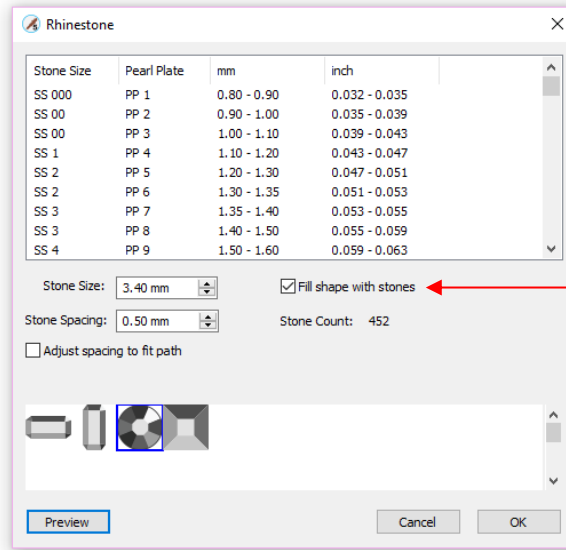 Rhinestone
Stone Size Pearl Plate mm inch
SS 000 PP 1 0.80 - 0.90 0.032 - 0.035
SS 00 PP 2 0.90 - 1.00 0.035 - 0.039
SS 00 PP 3 1.00 - 1.10 0.039 - 0.043
SS 1 PP 4 1.10 - 1.20 0.043 - 0.047
SS 2 PP 5 1.20 - 1.30 0.047 - 0.051
SS 2 PP 6 1.30 - 1.35 0.051 - 0.053
SS 3 PP 7 1.35 - 1.40 0.053 - 0.055
SS 3 PP 8 1.40 - 1.50 0.055 - 0.059
SS 4 PP 9 1.50 - 1.60 0.059 - 0.063
Stone Size: 3.40 mm Fill shape with stones
Stone Spacing: 0.50 mm Stone Count: 452
Adjust spacing to fit path
Preview Cancel OK